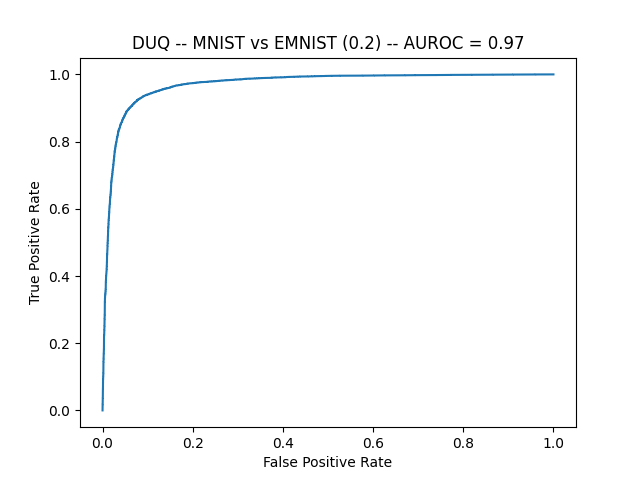 DUQ -- MNIST vs EMNIST (0.2) -- AUROC = 0.97
1.0
0.8
0.6
0.4
0.2
0.0
True Positive Rate
0.0 0.2 0.4 0.6 0.8 1.0
False Positive Rate